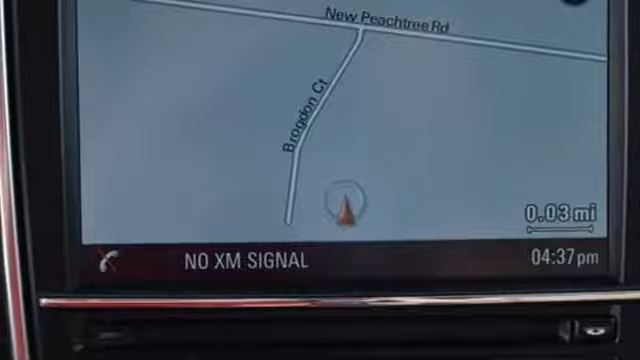 New Peachtree Rd
Brogdon Ct
0.03 mi
NO XM SIGNAL
04:37 pm